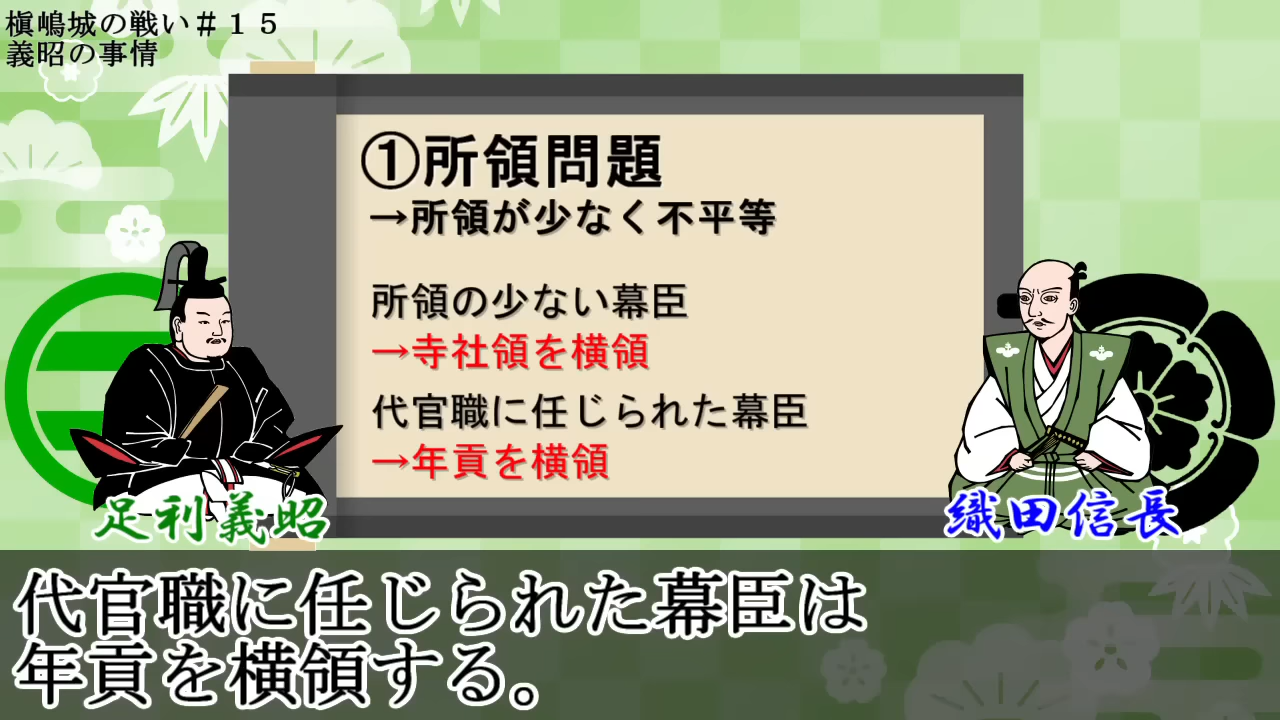 槇嶋城の戦い＃１５
義昭の事情
①所領問題
→所領が少なく不平等
所領の少ない幕臣
→寺社領を横領
代官職に任じられた幕臣
→年貢を横領
足利義昭
織田信長
代官職に任じられた幕臣は
年貢を横領する。